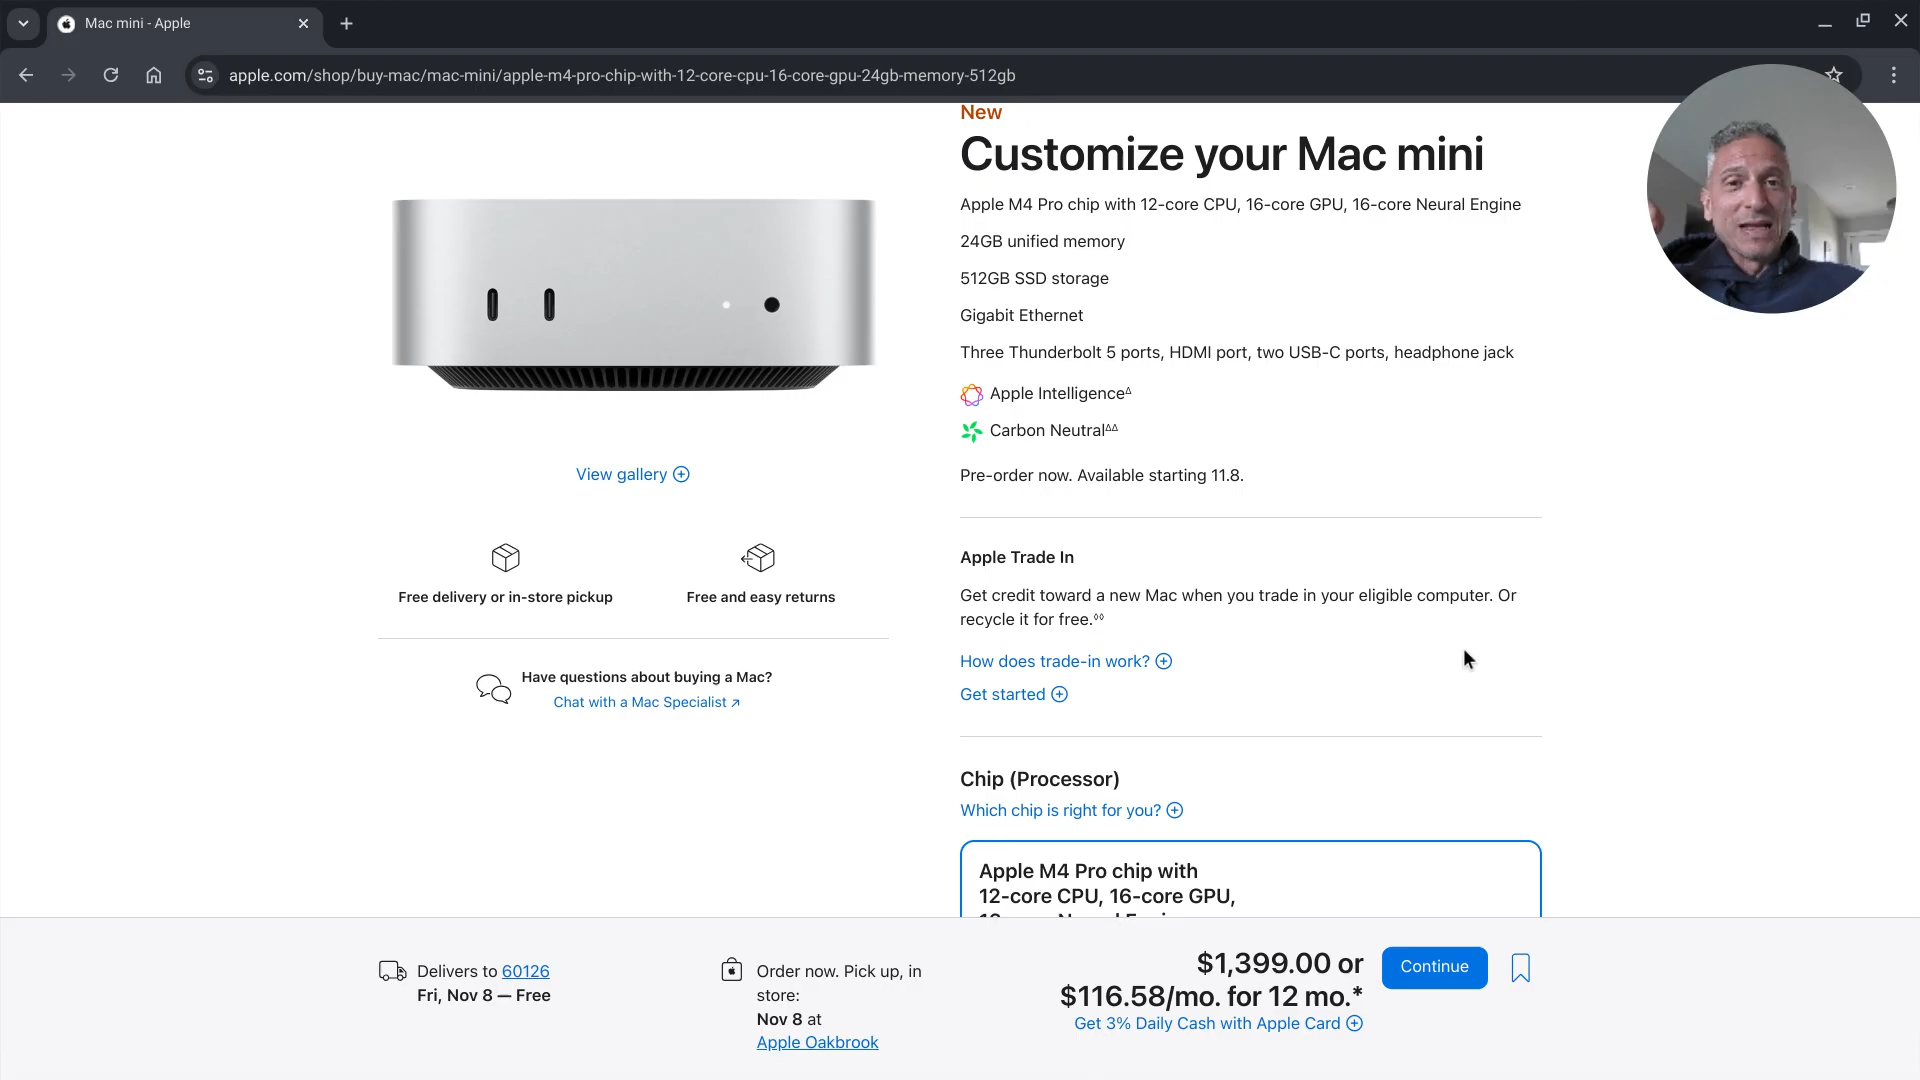 Mac mini - Apple
apple.com/shop/buy-mac/mac-mini/apple-m4-pro-chip-with-12-core-cpu-16-core-gpu-24gb-memory-512gb
New
Customize your Mac mini
Apple M4 Pro chip with 12-core CPU, 16-core GPU, 16-core Neural Engine
24GB unified memory
512GB SSD storage
Gigabit Ethernet
Three Thunderbolt 5 ports, HDMI port, two USB-C ports, headphone jack
Apple Intelligence∆
Carbon Neutral∆∆
Pre-order now. Available starting 11.8.
View gallery
Free delivery or in-store pickup
Free and easy returns
Have questions about buying a Mac?
Chat with a Mac Specialist ↗
Apple Trade In
Get credit toward a new Mac when you trade in your eligible computer. Or
recycle it for free.◊◊
How does trade-in work?
Get started
Chip (Processor)
Which chip is right for you?
Apple M4 Pro chip with
12-core CPU, 16-core GPU,
Delivers to 60126
Fri, Nov 8 — Free
Order now. Pick up, in
store:
Nov 8 at
Apple Oakbrook
$1,399.00 or
$116.58/mo. for 12 mo.*
Get 3% Daily Cash with Apple Card
Continue